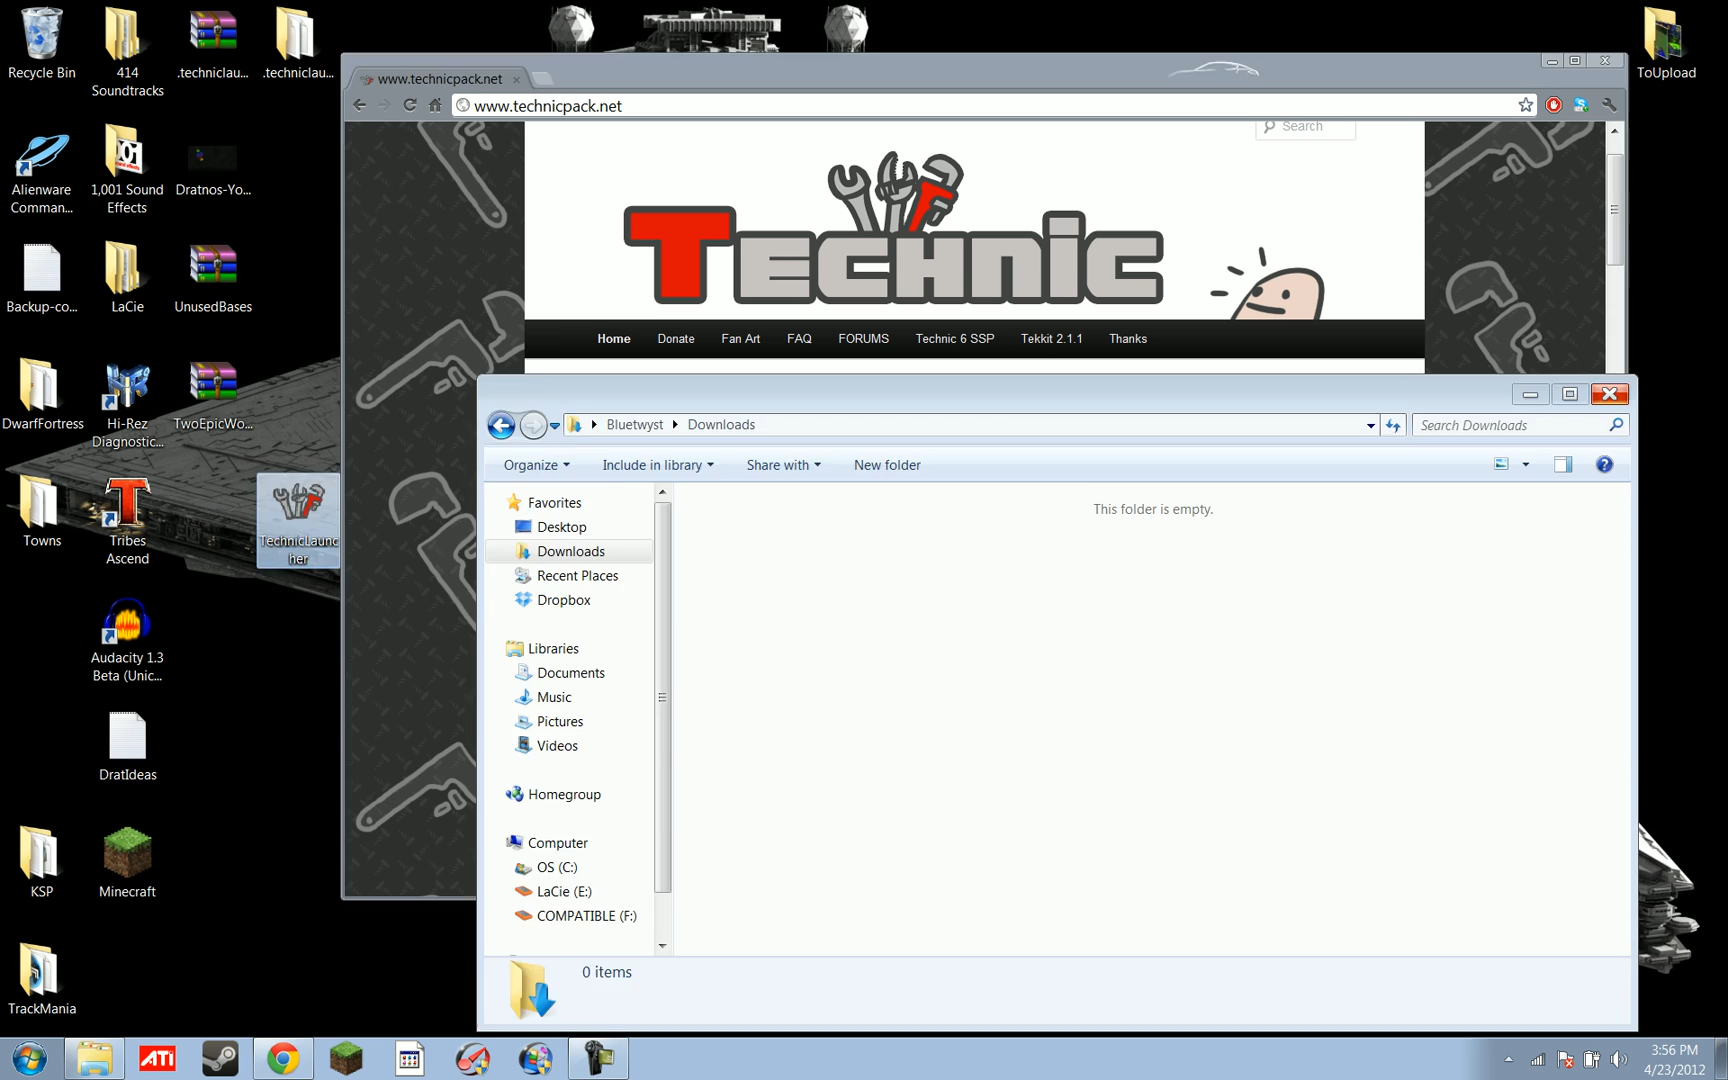 Recycle Bin
414
Soundtracks
.techniclau...
.techniclau...
ToUpload
Alienware
Comman...
1,001 Sound
Effects
Dratnos-Yo...
Backup-co...
LaCie
UnusedBases
DwarfFortress
Hi-Rez
Diagnostic...
TwoEpicWo...
Towns
Tribes
Ascend
TechnicLaunc
her
Audacity 1.3
Beta (Unic...
DratIdeas
KSP
Minecraft
TrackMania
www.technicpack.net
www.technicpack.net
Search
Technic
Home
Donate
Fan Art
FAQ
FORUMS
Technic 6 SSP
Tekkit 2.1.1
Thanks
Bluetwyst
Downloads
Search Downloads
Organize
Include in library
Share with
New folder
Favorites
Desktop
Downloads
Recent Places
Dropbox
Libraries
Documents
Music
Pictures
Videos
Homegroup
Computer
OS (C:)
LaCie (E:)
COMPATIBLE (F:)
This folder is empty.
0 items
ATI
3:56 PM
4/23/2012